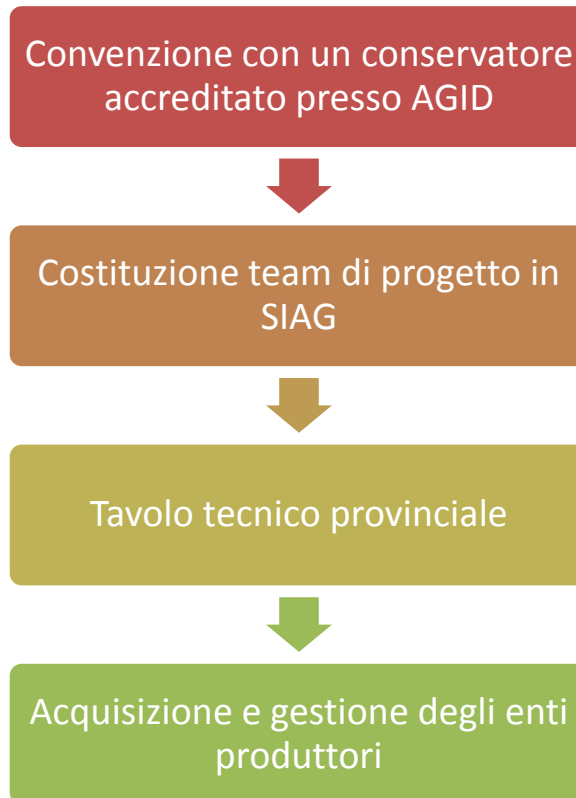 Convenzione con un conservatore
accreditato presso AGID
Costituzione team di progetto in
SIAG
Tavolo tecnico provinciale
Acquisizione e gestione degli enti
produttori